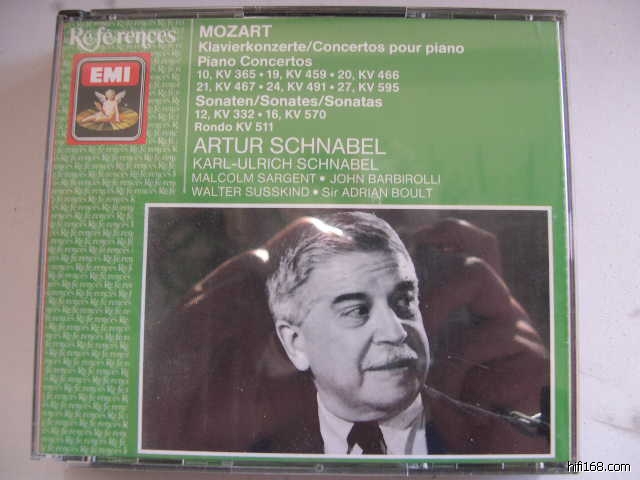 Références
EMI
MOZART
Klavierkonzerte/Concertos pour piano
Piano Concertos
10, KV 365 • 19, KV 459 • 20, KV 466
21, KV 467 • 24, KV 491 • 27, KV 595
Sonaten/Sonates/Sonatas
12, KV 332 • 16, KV 570
Rondo KV 511
ARTUR SCHNABEL
KARL-ULRICH SCHNABEL
MALCOLM SARGENT • JOHN BARBIROLLI
WALTER SUSSKIND • Sir ADRIAN BOULT
hifi168.com